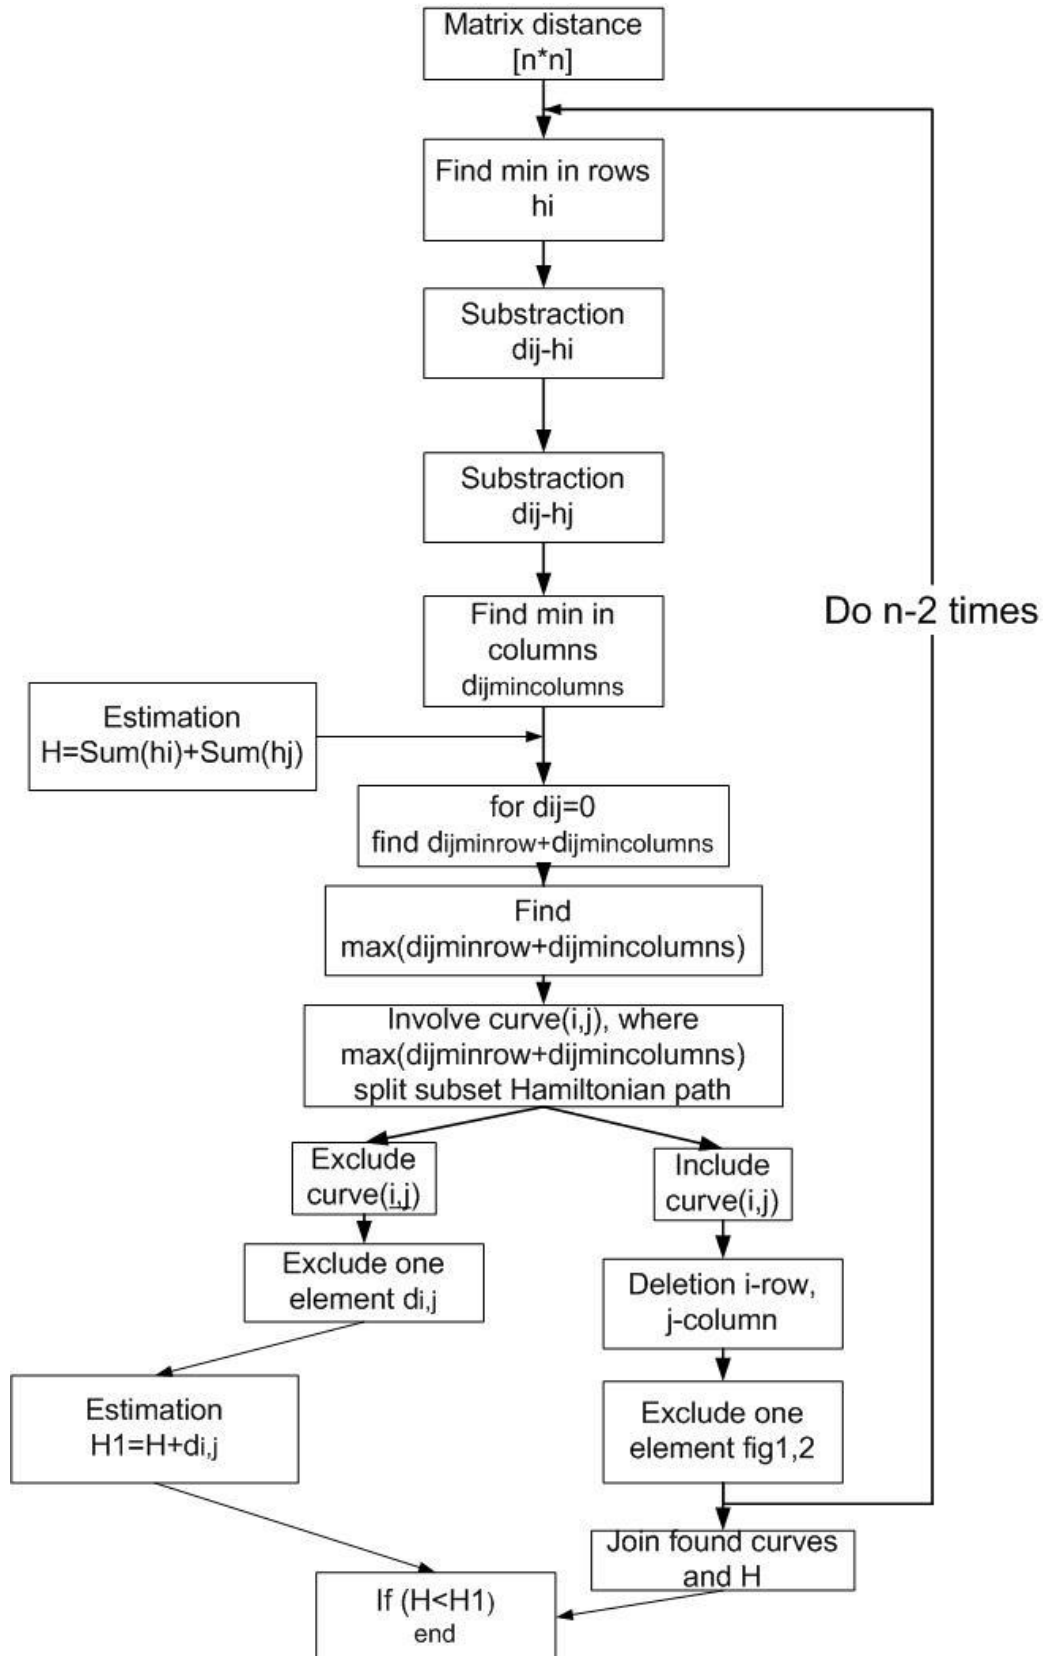 Matrix distance
[n*n]
Find min in rows
hi
Substraction
dij-hi
Substraction
dij-hj
Find min in
columns
dijmincolumns
Do n-2 times
Estimation
H=Sum(hi)+Sum(hj)
for dij=0
find dijminrow+dijmincolumns
Find
max(dijminrow+dijmincolumns)
Involve curve(i,j), where
max(dijminrow+dijmincolumns)
split subset Hamiltonian path
Exclude
curve(i,j)
Include
curve(i,j)
Exclude one
element di,j
Deletion i-row,
j-column
Estimation
H1=H+di,j
Exclude one
element fig1,2
Join found curves
and H
If (H<H1)
end